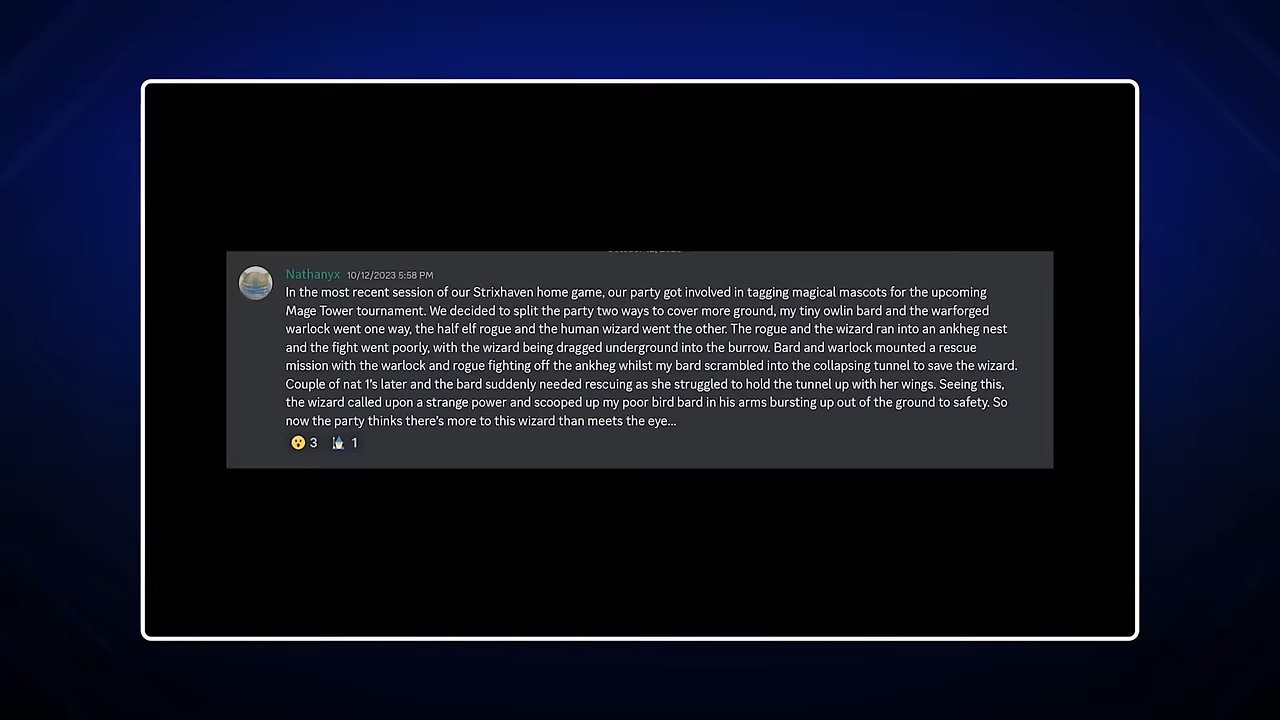 Nathanyx 10/12/2023 5:58 PM
In the most recent session of our Strixhaven home game, our party got involved in tagging magical mascots for the upcoming
Mage Tower tournament. We decided to split the party two ways to cover more ground, my tiny owlin bard and the warforged
warlock went one way, the half elf rogue and the human wizard went the other. The rogue and the wizard ran into an ankheg nest
and the fight went poorly, with the wizard being dragged underground into the burrow. Bard and warlock mounted a rescue
mission with the warlock and rogue fighting off the ankheg whilst my bard scrambled into the collapsing tunnel to save the wizard.
Couple of nat 1's later and the bard suddenly needed rescuing as she struggled to hold the tunnel up with her wings. Seeing this,
the wizard called upon a strange power and scooped up my poor bird bard in his arms bursting up out of the ground to safety. So
now the party thinks there's more to this wizard than meets the eye...
3 1